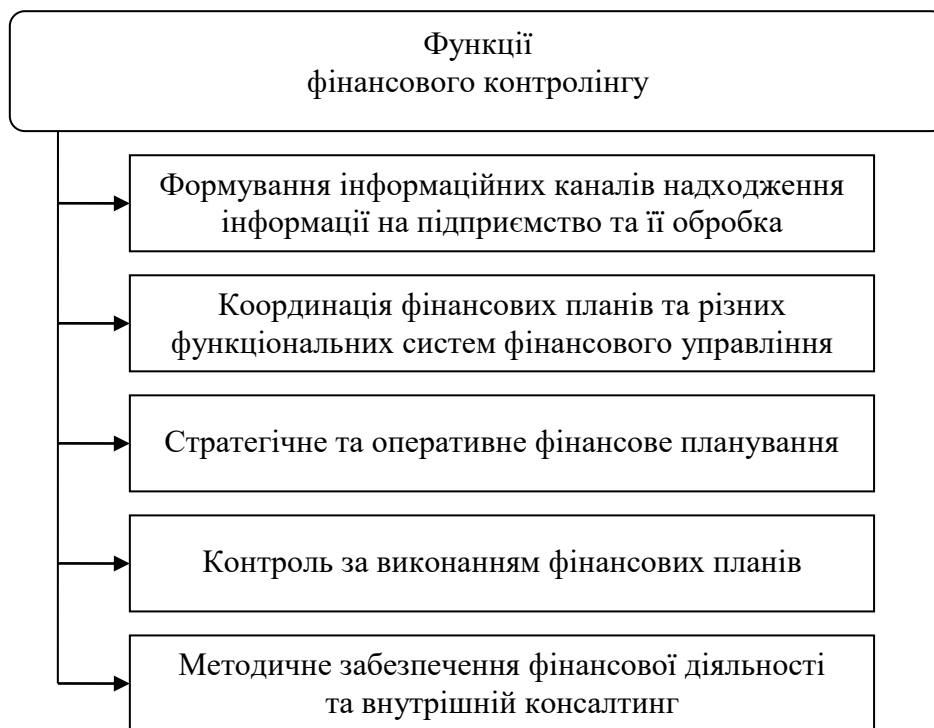 Функції
фінансового контролінгу
Формування інформаційних каналів надходження
інформації на підприємство та її обробка
Координація фінансових планів та різних
функціональних систем фінансового управління
Стратегічне та оперативне фінансове планування
Контроль за виконанням фінансових планів
Методичне забезпечення фінансової діяльності
та внутрішній консалтинг